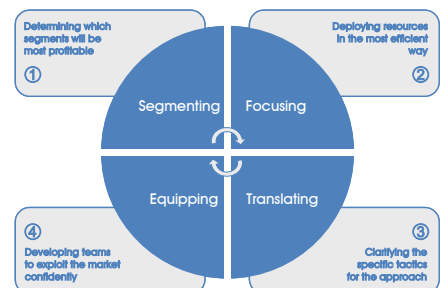 Determining which
segments will be
most profitable
①
Deploying resources
in the most efficient
way
②
Segmenting
Focusing
Equipping
Translating
④
Developing teams
to exploit the market
confidently
③
Clarifying the
specific tactics
for the approach